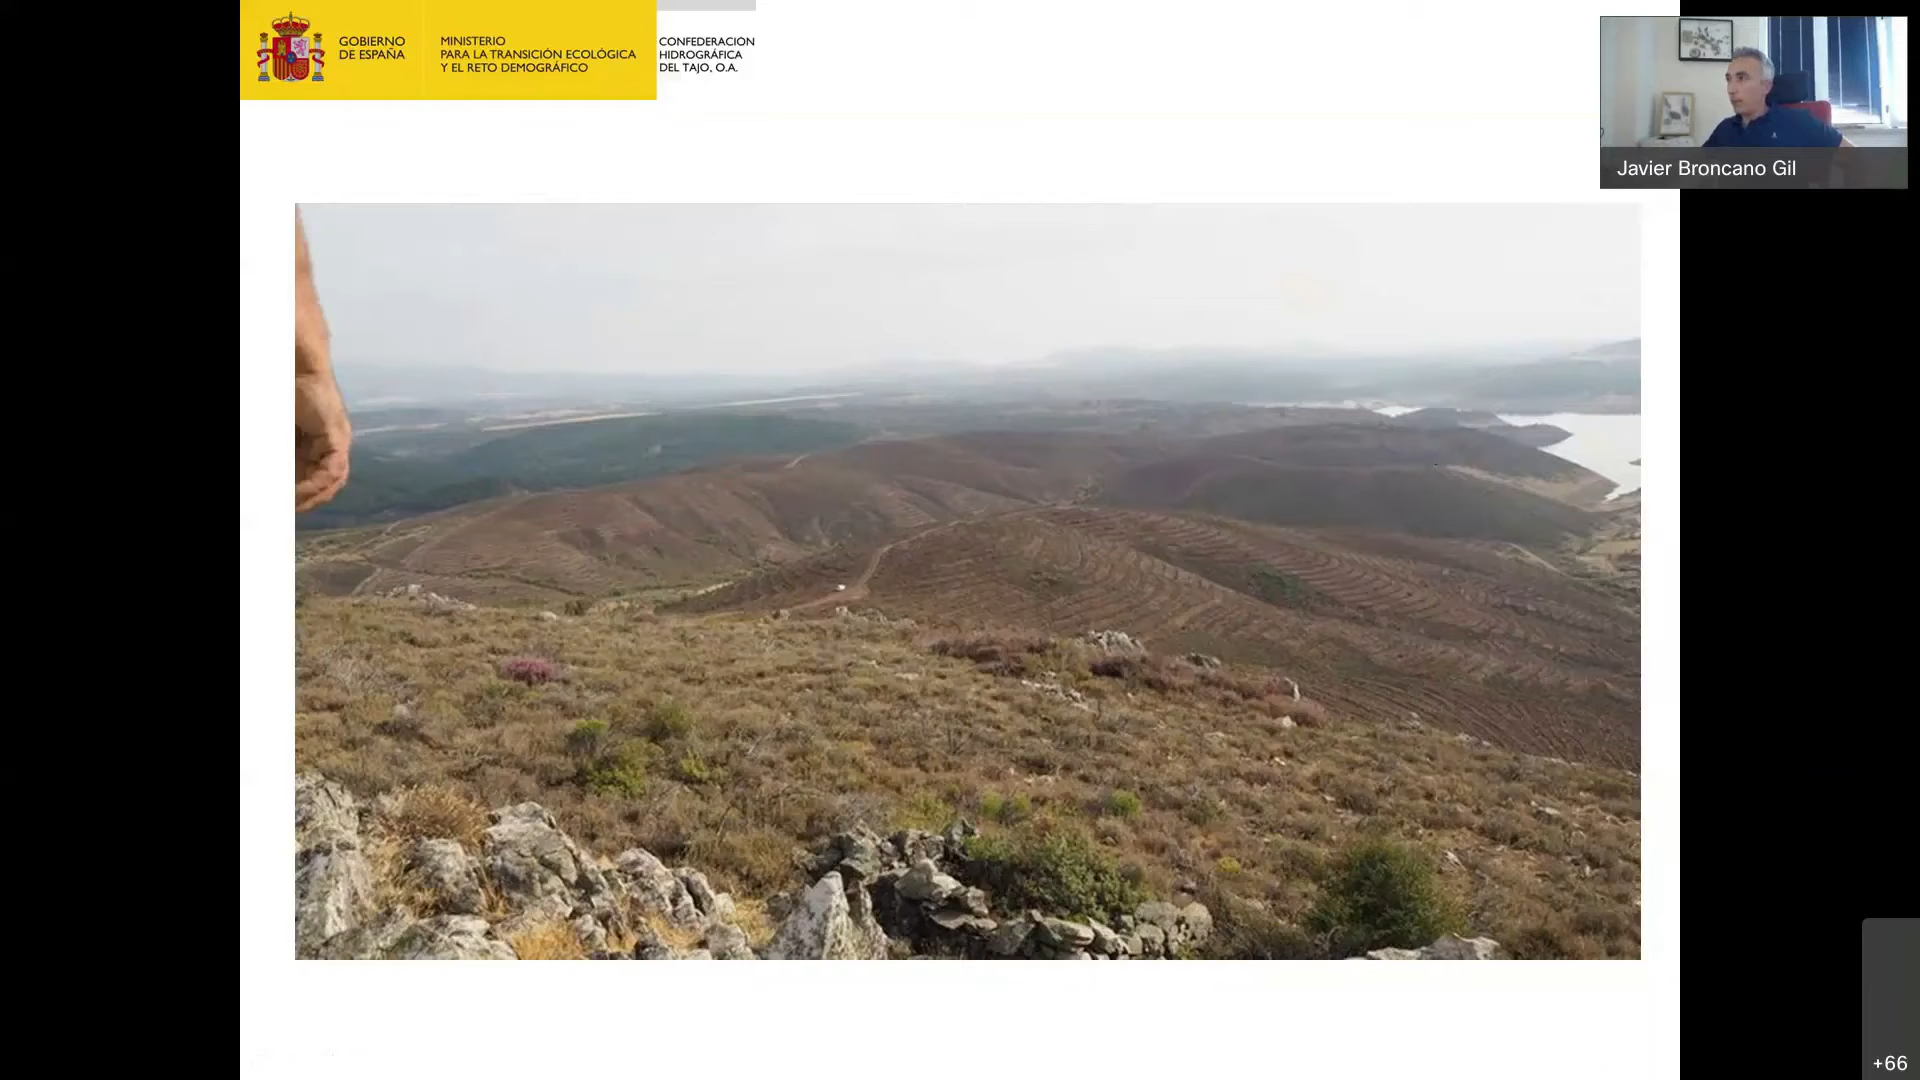 GOBIERNO
DE ESPAÑA
MINISTERIO
PARA LA TRANSICIÓN ECOLÓGICA
Y EL RETO DEMOGRÁFICO
CONFEDERACION
HIDROGRÁFICA
DEL TAJO, O.A.
Javier Broncano Gil
+66